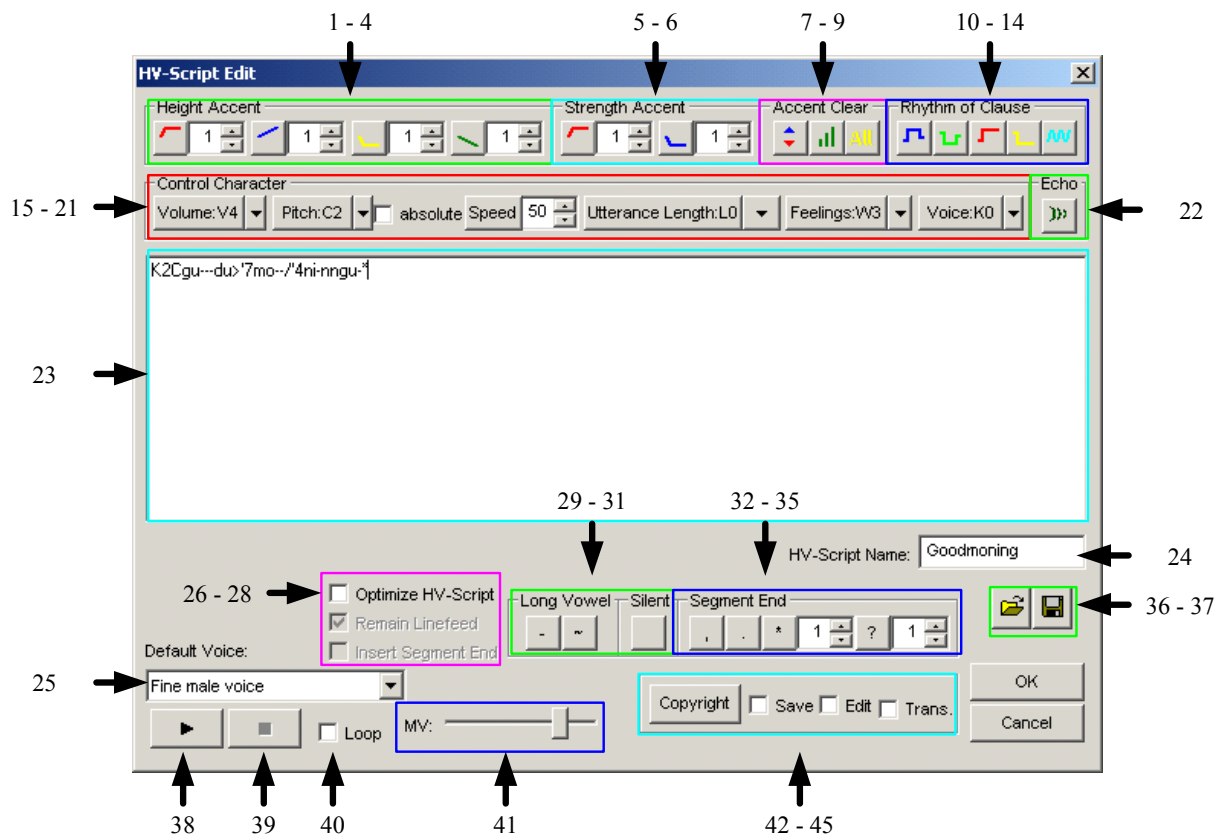 1 - 4 5 - 6 7 - 9 10 - 14
HV-Script Edit
Height Accent Strength Accent Accent Clear Rhythm of Clause
1 1 1 1 1 1 All
Control Character Echo
15 - 21 Volume:V4 Pitch:C2 absolute Speed 50 Utterance Length:L0 Feelings:W3 Voice:K0 22
K2Cgu---du>'7mo--/'4ni-nngu-*
23
29 - 31 32 - 35
HV-Script Name: Goodmoning 24
26 - 28 Optimize HV-Script Long Vowel Silent Segment End 36 - 37
Remain Linefeed - ~ , . * 1 ? 1
Insert Segment End
Default Voice:
25 Fine male voice Copyright Save Edit Trans. OK
Loop MV: Cancel
38 39 40 41 42 - 45